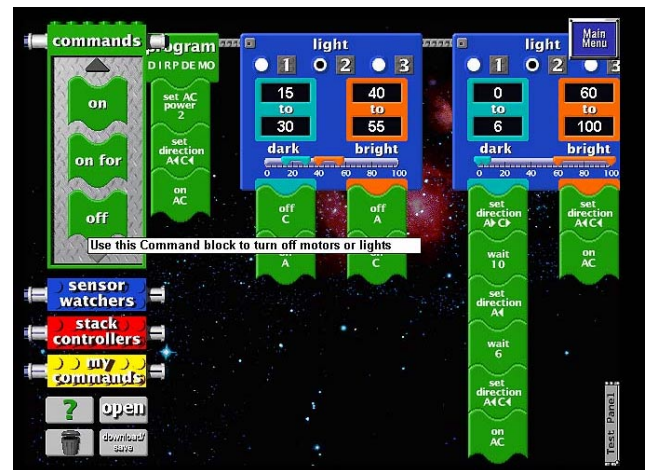 commands
on
on for
off
Use this Command block to turn off motors or lights
sensor
watchers
stack
controllers
my
commands
?
open
download/
save
program
DIRPDEMO
set AC
power
2
set
direction
A◂C◂
on
AC
light
1 2 3
15
to
30
dark
40
to
55
bright
0 20 40 60 80 100
off
C
A
off
A
C
light
1 2 3
0
to
6
dark
60
to
100
bright
0 20 40 60 80 100
set
direction
A▸C▸
wait
10
set
direction
A◂
wait
6
set
direction
A◂C◂
on
AC
set
direction
A◂C◂
on
AC
Main
Menu
Test Panel